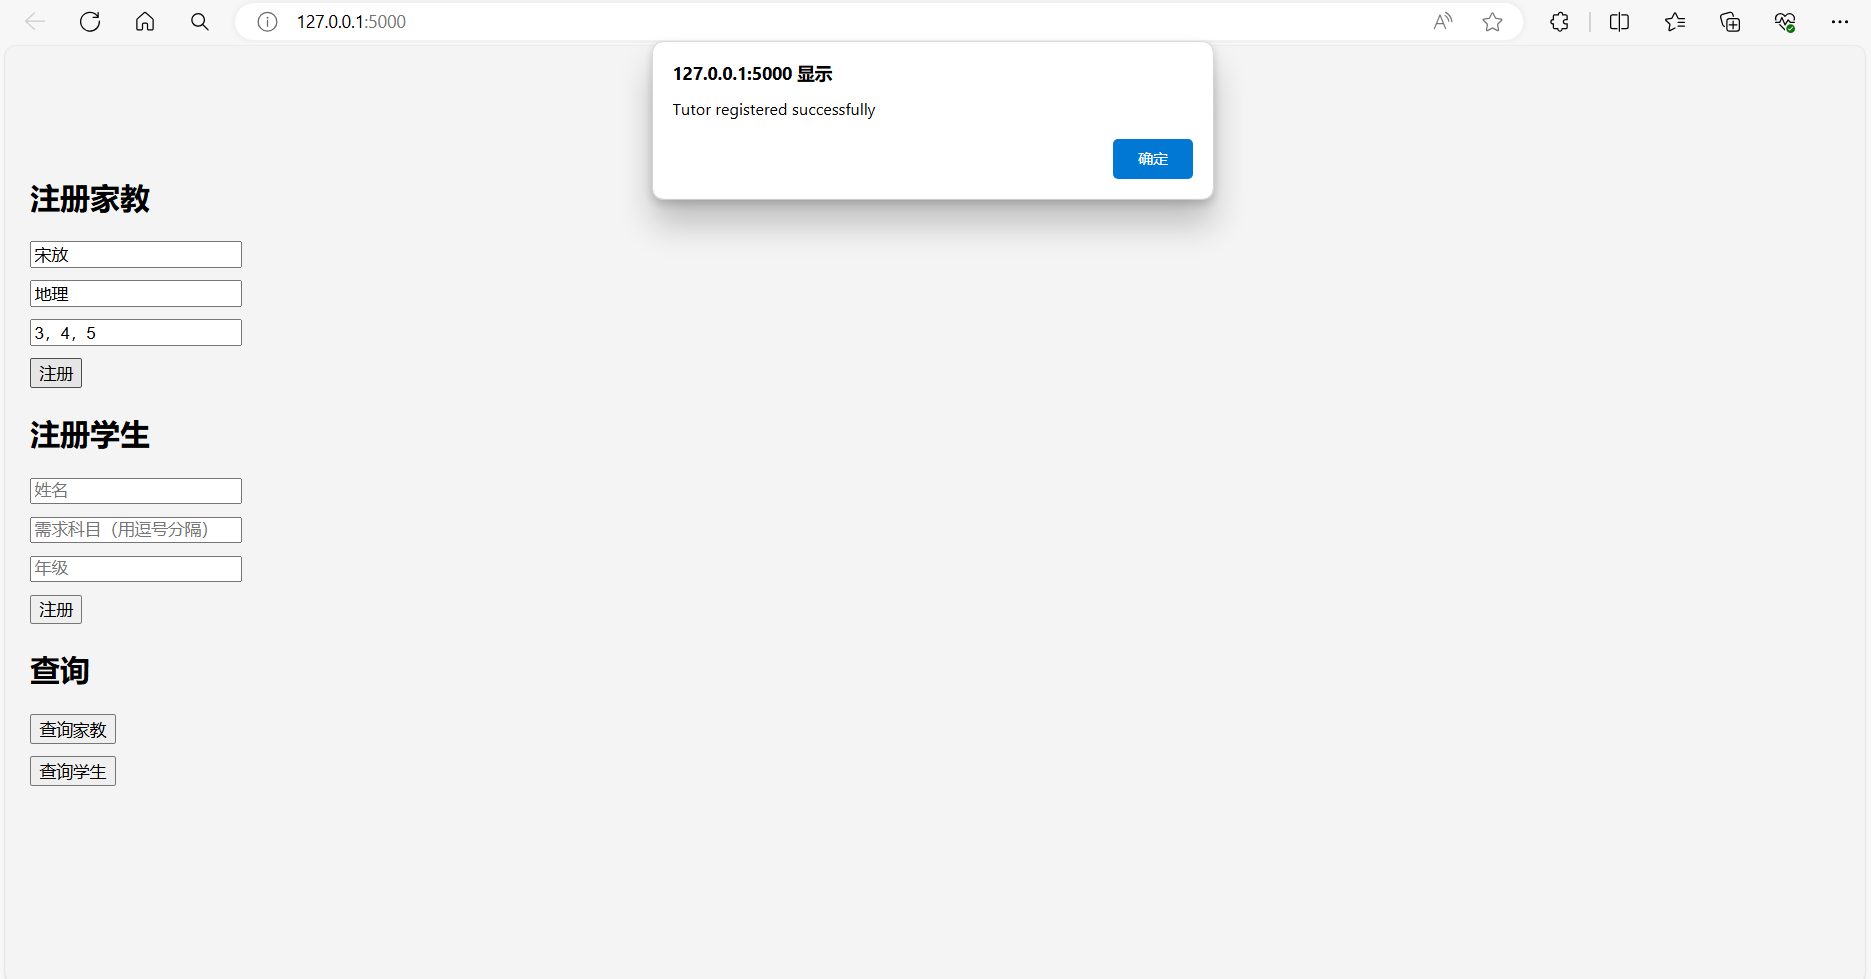 127.0.0.1:5000
127.0.0.1:5000 显示
Tutor registered successfully
确定
注册家教
宋放
地理
3，4，5
注册
注册学生
姓名
需求科目（用逗号分隔）
年级
注册
查询
查询家教
查询学生